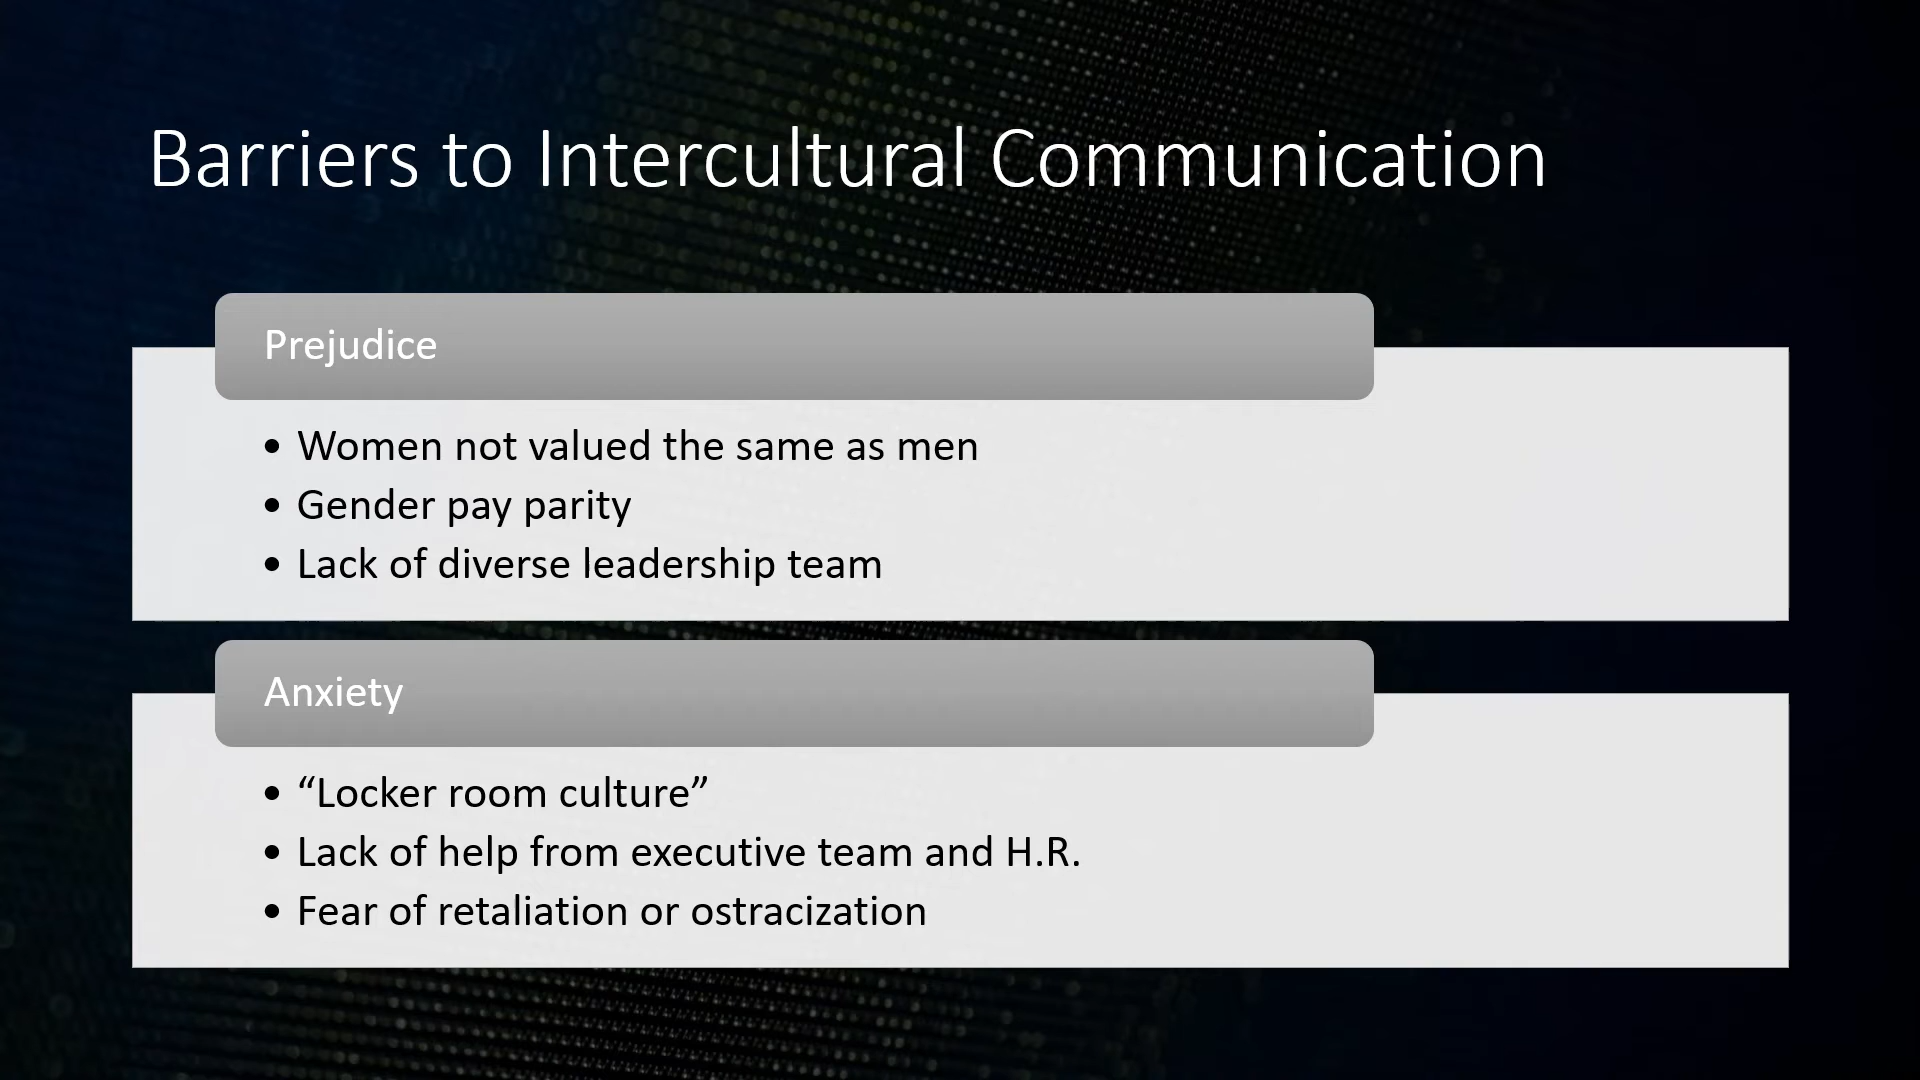 Barriers to Intercultural Communication
Prejudice
• Women not valued the same as men
• Gender pay parity
• Lack of diverse leadership team
Anxiety
• “Locker room culture”
• Lack of help from executive team and H.R.
• Fear of retaliation or ostracization